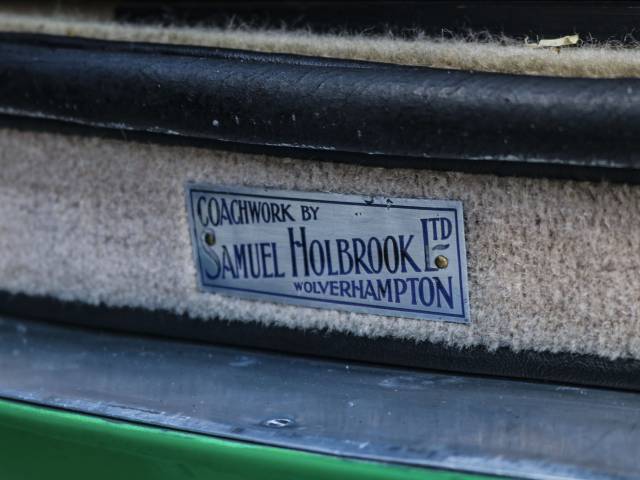 COACHWORK BY
SAMUEL HOLBROOK LTD
WOLVERHAMPTON